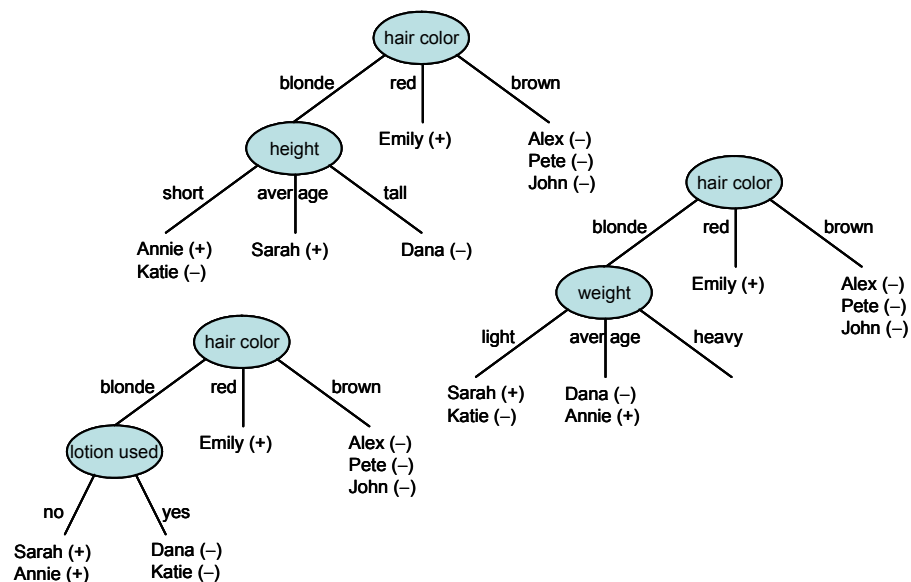 hair color
blonde
red
brown
height
Emily (+)
Alex (–)
Pete (–)
John (–)
short
average
tall
Annie (+)
Katie (–)
Sarah (+)
Dana (–)
hair color
blonde
red
brown
weight
Emily (+)
Alex (–)
Pete (–)
John (–)
light
average
heavy
Sarah (+)
Katie (–)
Dana (–)
Annie (+)
hair color
blonde
red
brown
lotion used
Emily (+)
Alex (–)
Pete (–)
John (–)
no
yes
Sarah (+)
Annie (+)
Dana (–)
Katie (–)